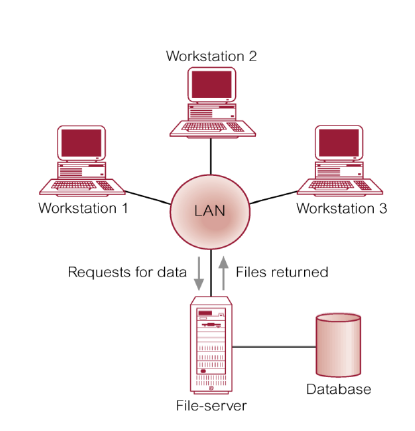 Workstation 2
Workstation 1
LAN
Workstation 3
Requests for data
Files returned
Database
File-server